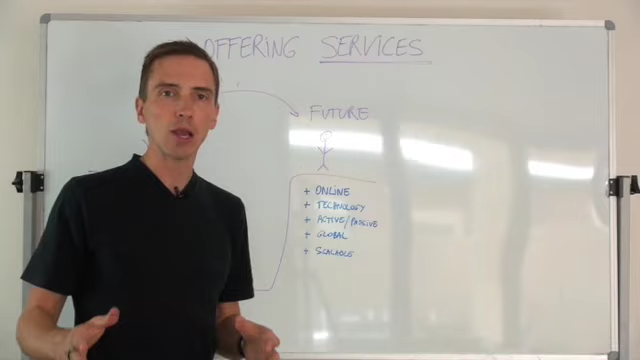 OFFERING SERVICES
FUTURE
+ ONLINE
+ TECHNOLOGY
+ ACTIVE/PASSIVE
+ GLOBAL
+ SCALABLE